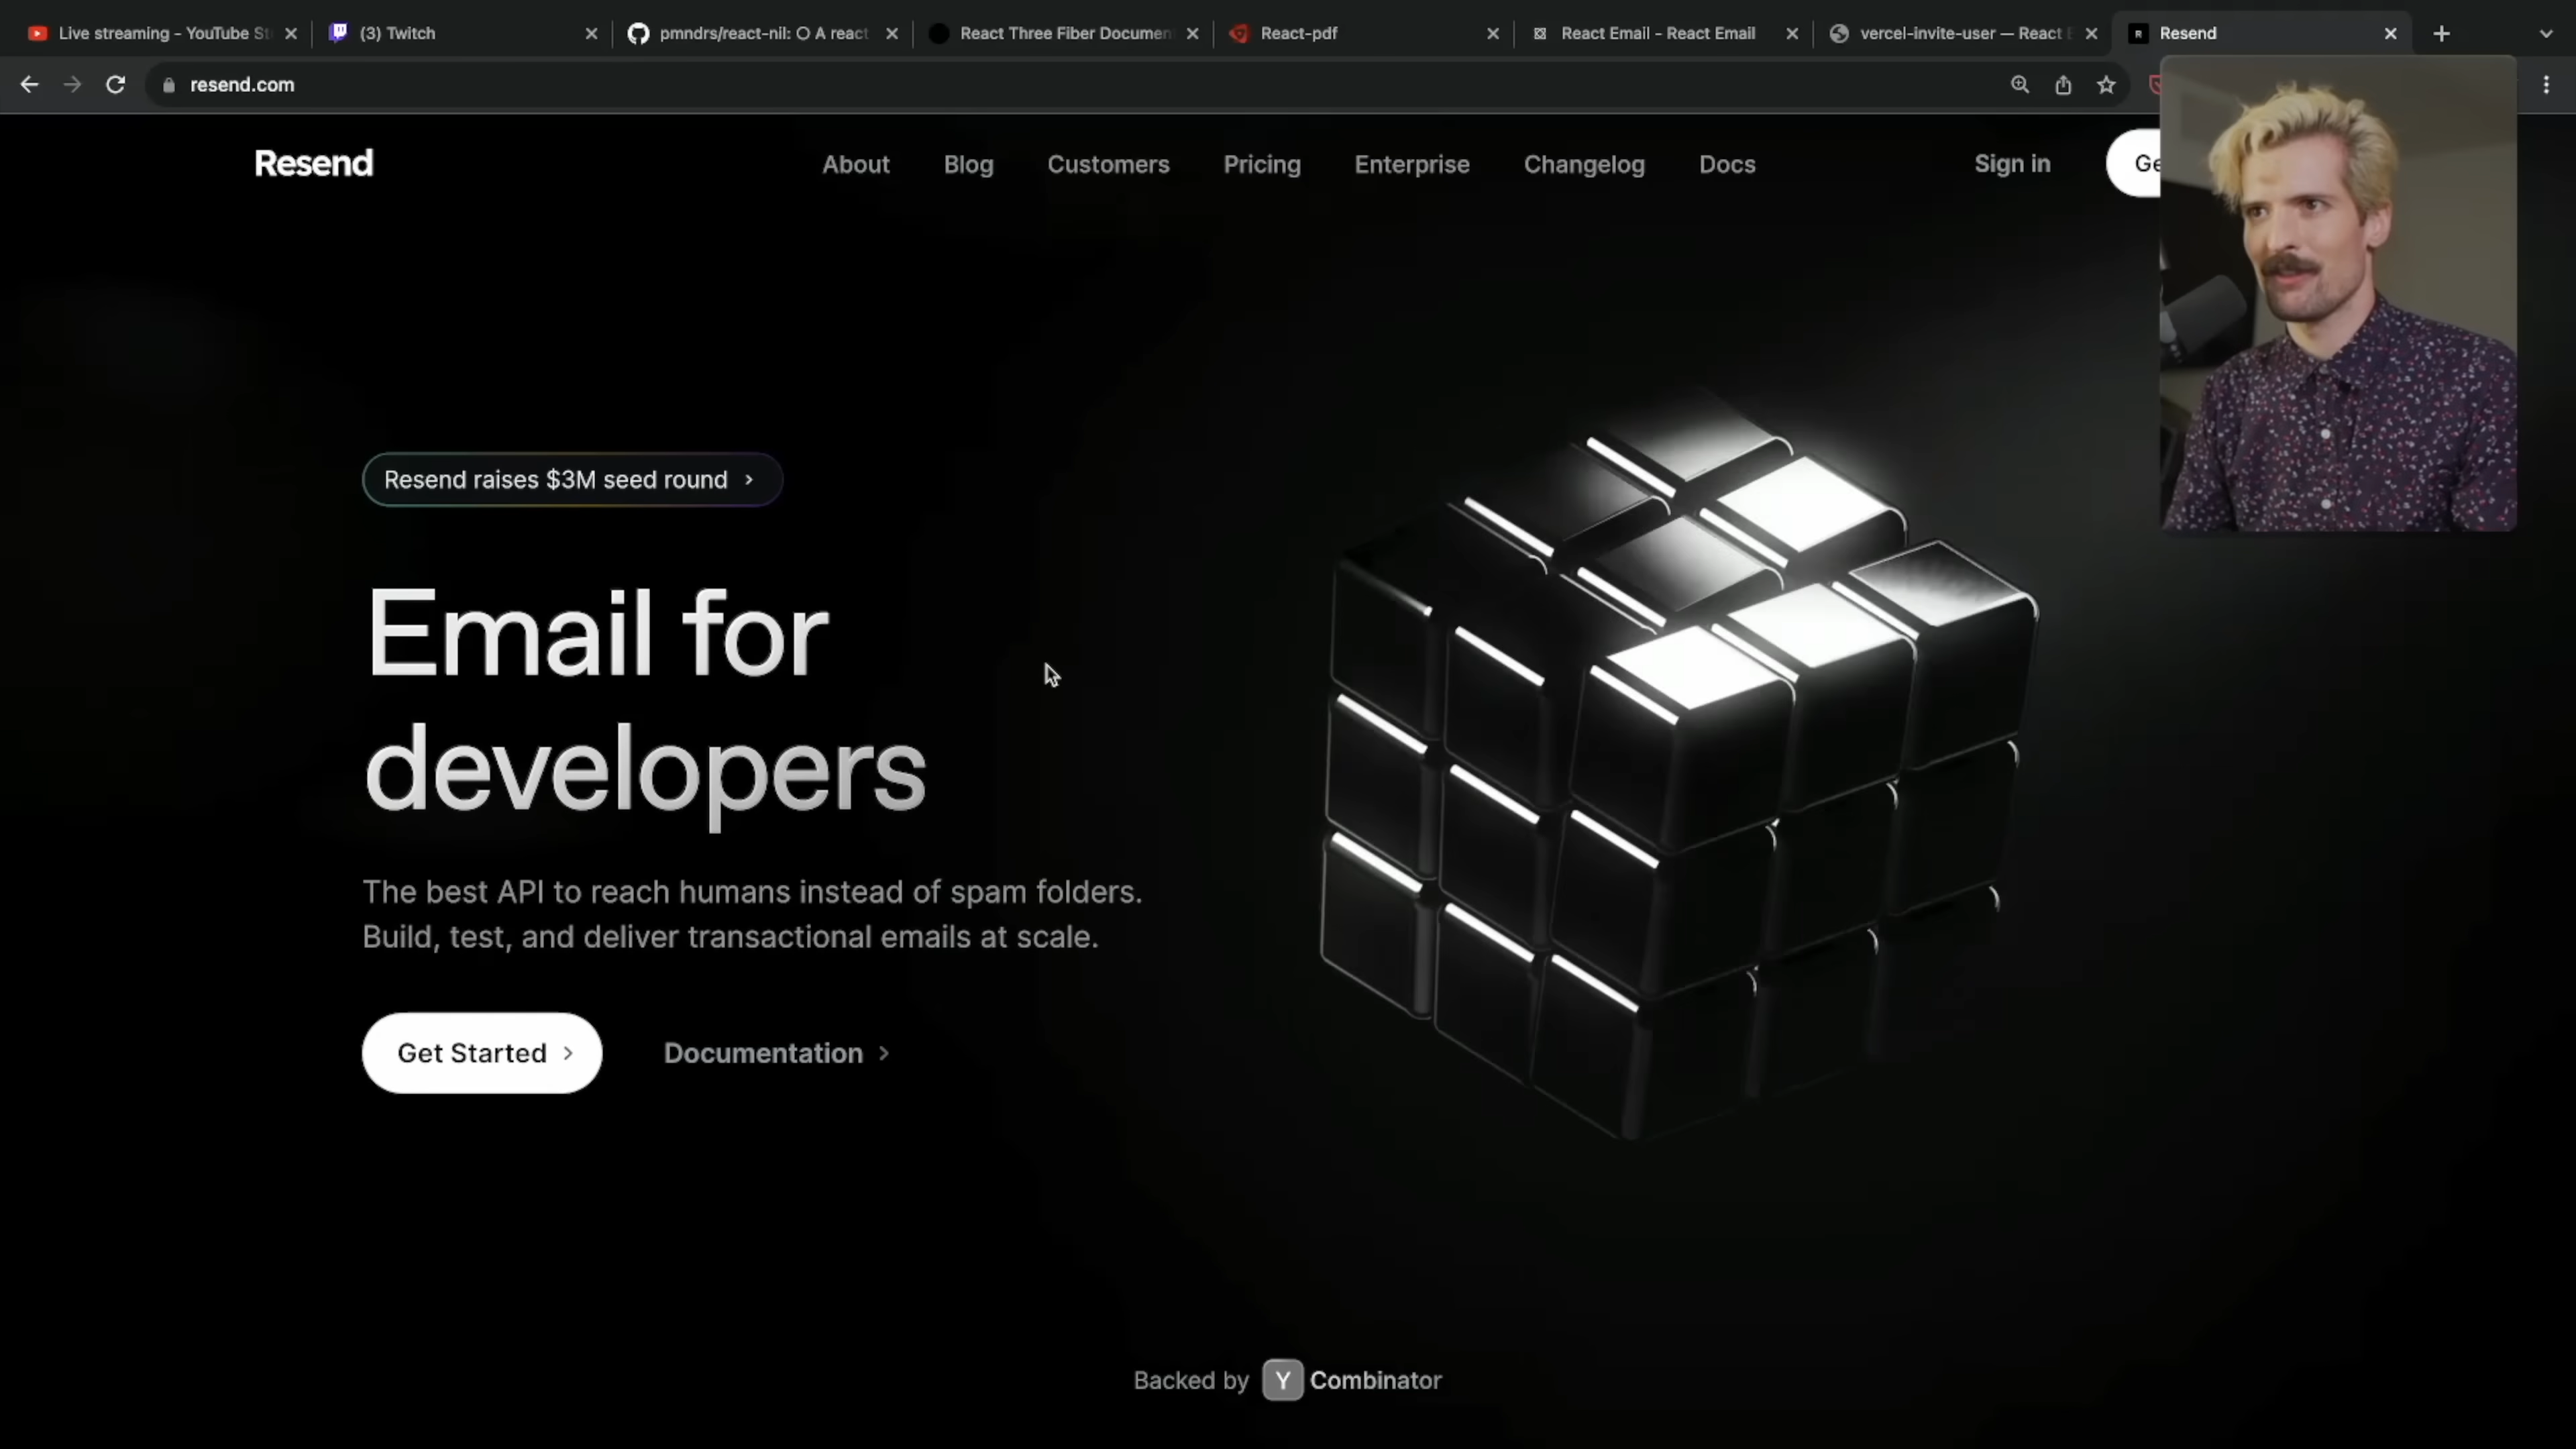 Live streaming - YouTube St
(3) Twitch
pmndrs/react-nil: O A react
React Three Fiber Documen
React-pdf
React Email - React Email
vercel-invite-user — React E
R
Resend
resend.com
Resend
About
Blog
Customers
Pricing
Enterprise
Changelog
Docs
Sign in
Ge
Resend raises $3M seed round
Email for
developers
The best API to reach humans instead of spam folders.
Build, test, and deliver transactional emails at scale.
Get Started
Documentation
Backed by Y Combinator